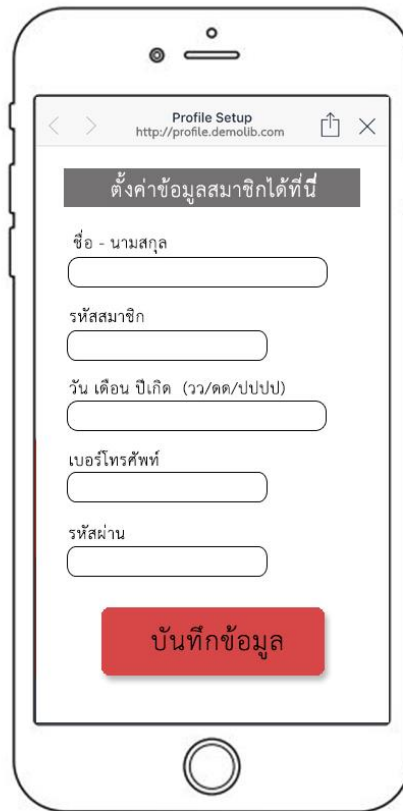 Profile Setup
http://profile.demolib.com
ตั้งค่าข้อมูลสมาชิกได้ที่นี่
ชื่อ - นามสกุล
รหัสสมาชิก
วัน เดือน ปีเกิด (วว/ดด/ปปปป)
เบอร์โทรศัพท์
รหัสผ่าน
บันทึกข้อมูล